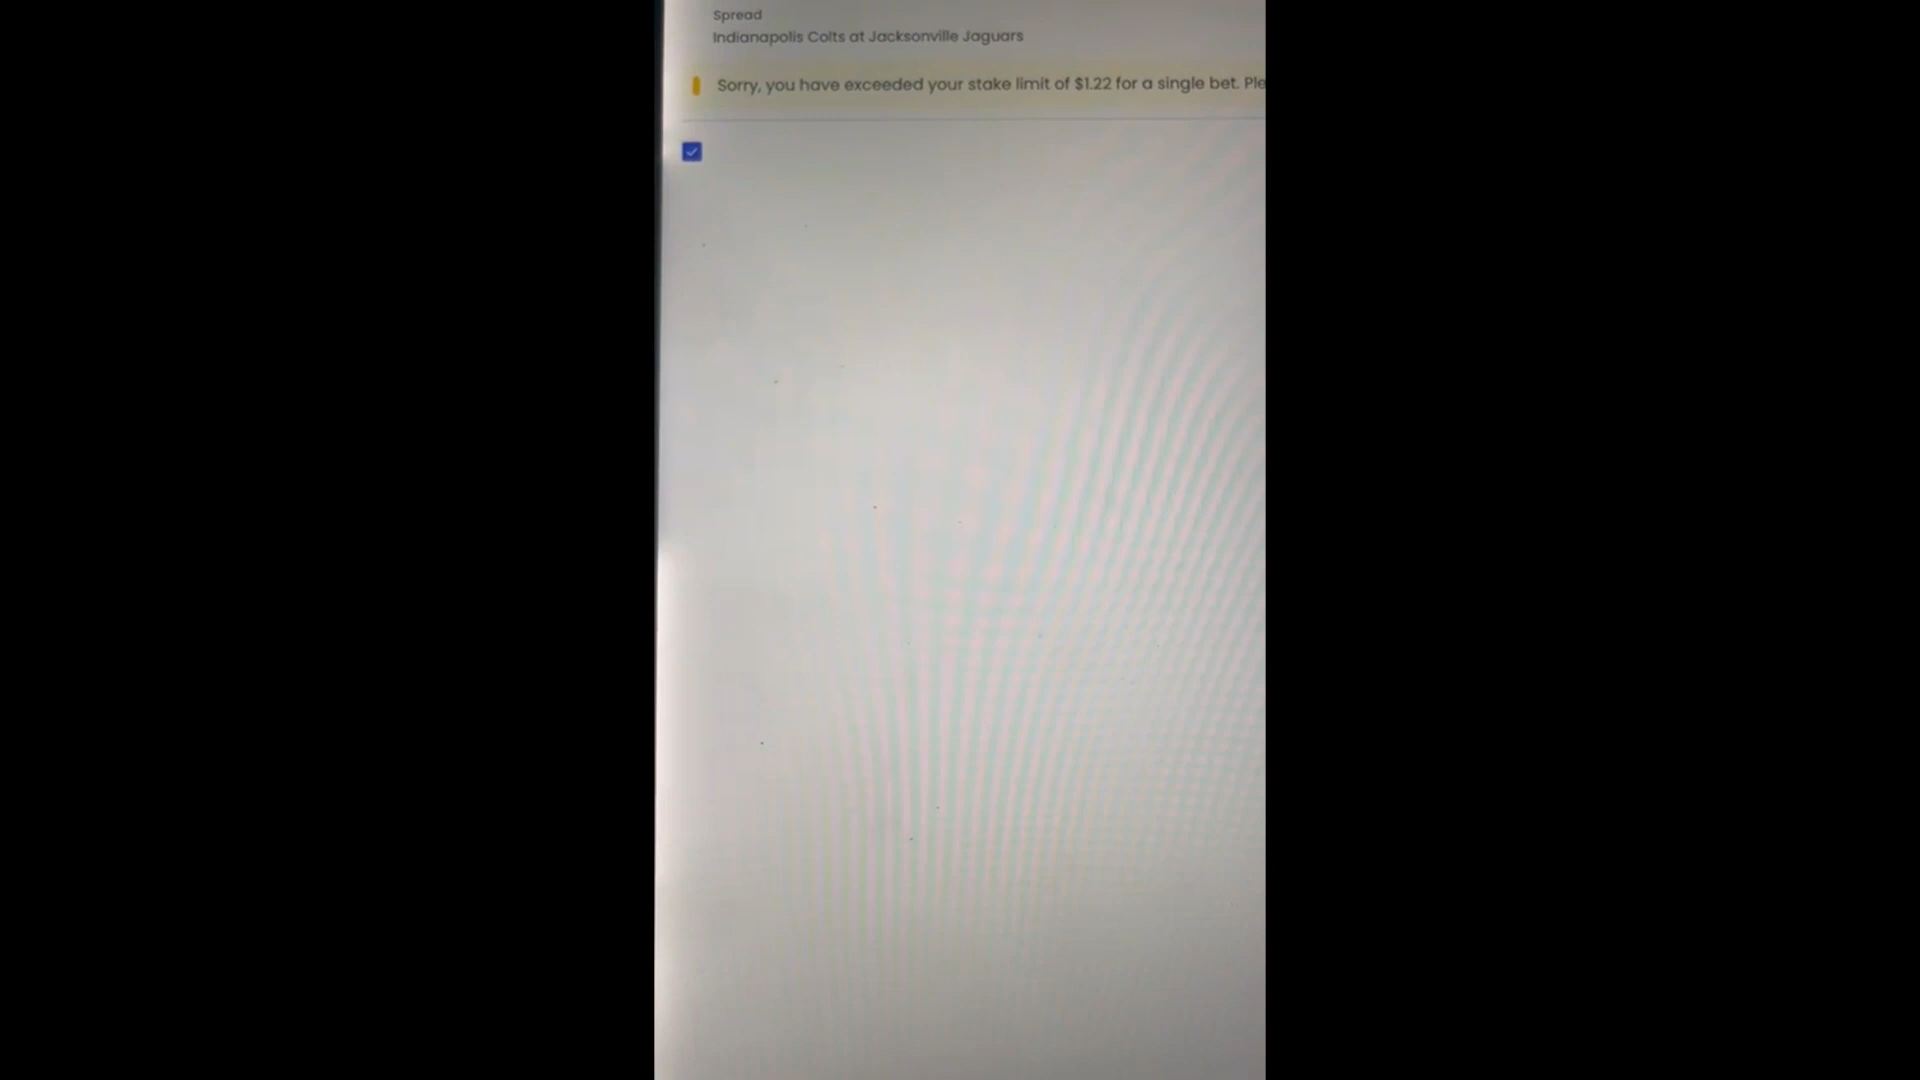 Spread
Indianapolis Colts at Jacksonville Jaguars
Sorry, you have exceeded your stake limit of $1.22 for a single bet. Ple